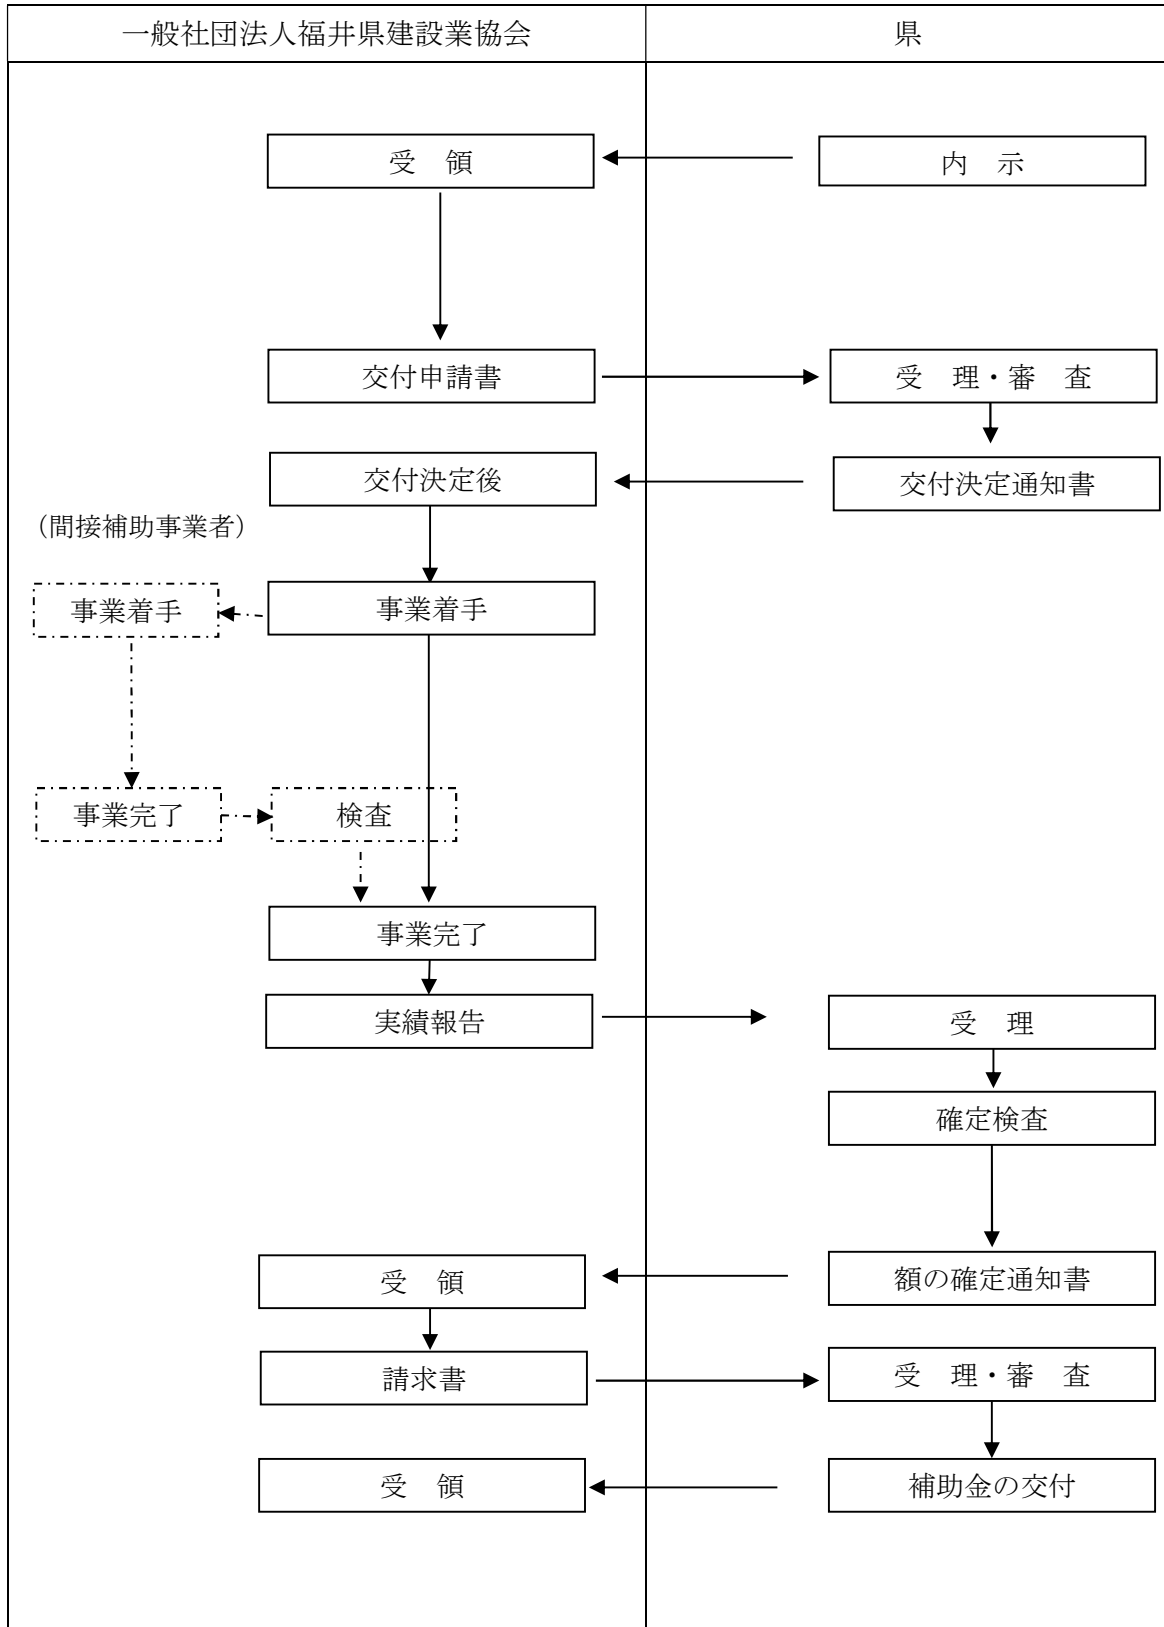 一般社団法人福井県建設業協会
県
受　領
内　示
交付申請書
受　理・審　査
交付決定後
交付決定通知書
（間接補助事業者）
事業着手
事業着手
事業完了
検査
事業完了
実績報告
受　理
確定検査
受　領
額の確定通知書
請求書
受　理・審　査
受　領
補助金の交付